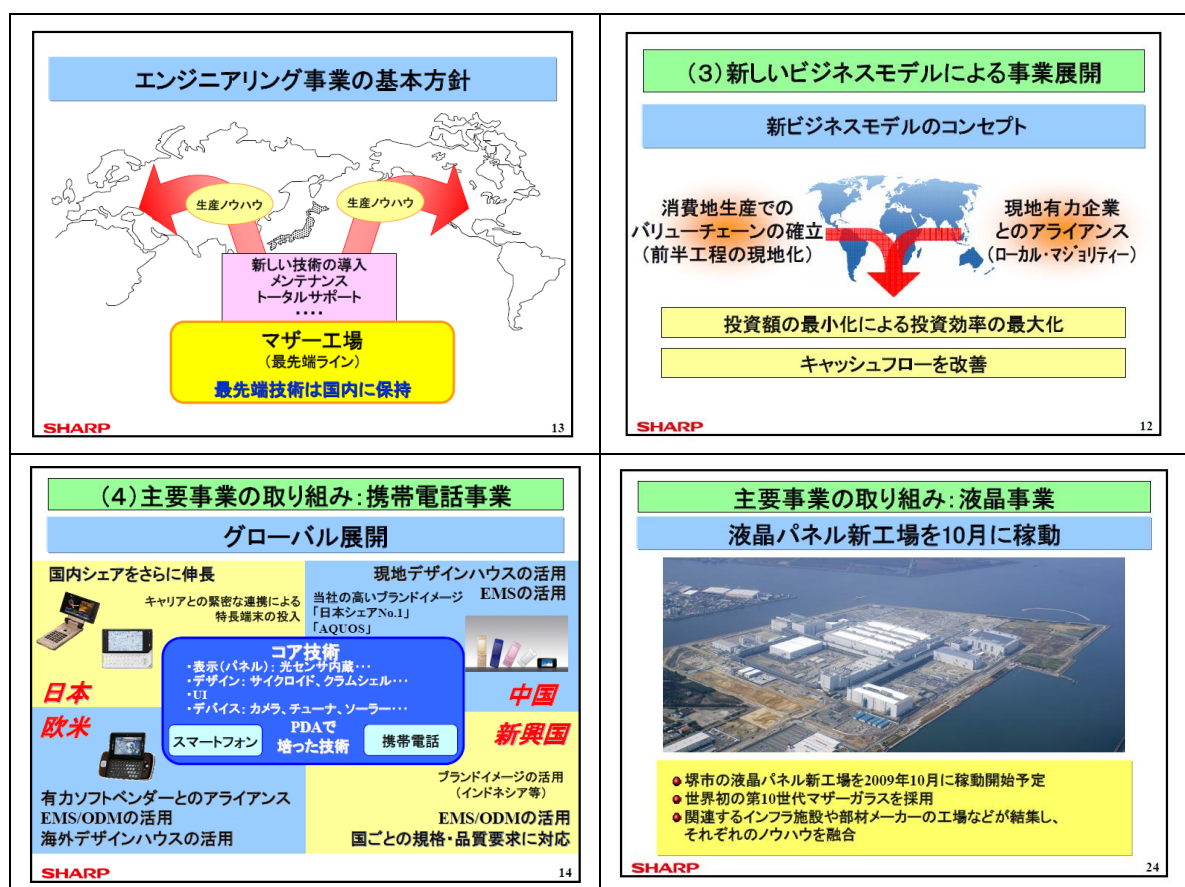 エンジニアリング事業の基本方針
生産ノウハウ
生産ノウハウ
新しい技術の導入
メンテナンス
トータルサポート
・・・・
マザー工場
(最先端ライン)
最先端技術は国内に保持
SHARP
13
(3)新しいビジネスモデルによる事業展開
新ビジネスモデルのコンセプト
消費地生産での
バリューチェーンの確立
(前半工程の現地化)
現地有力企業
とのアライアンス
(ローカル・マジョリティー)
投資額の最小化による投資効率の最大化
キャッシュフローを改善
SHARP
12
(4)主要事業の取り組み:携帯電話事業
グローバル展開
国内シェアをさらに伸長
キャリアとの緊密な連携による
特長端末の投入
日本
現地デザインハウスの活用
EMSの活用
当社の高いブランドイメージ
「日本シェアNo.1」
「AQUOS」
中国
コア技術
・表示(パネル):光センサ内蔵・・・
・デザイン:サイクロイド、クラムシェル・・・
・UI
・デバイス:カメラ、チューナ、ソーラー・・・
スマートフォン
PDAで
培った技術
携帯電話
欧米
有力ソフトベンダーとのアライアンス
EMS/ODMの活用
海外デザインハウスの活用
新興国
ブランドイメージの活用
(インドネシア等)
EMS/ODMの活用
国ごとの規格・品質要求に対応
SHARP
14
主要事業の取り組み:液晶事業
液晶パネル新工場を10月に稼動
堺市の液晶パネル新工場を2009年10月に稼動開始予定
世界初の第10世代マザーガラスを採用
関連するインフラ施設や部材メーカーの工場などが結集し、
それぞれのノウハウを融合
SHARP
24